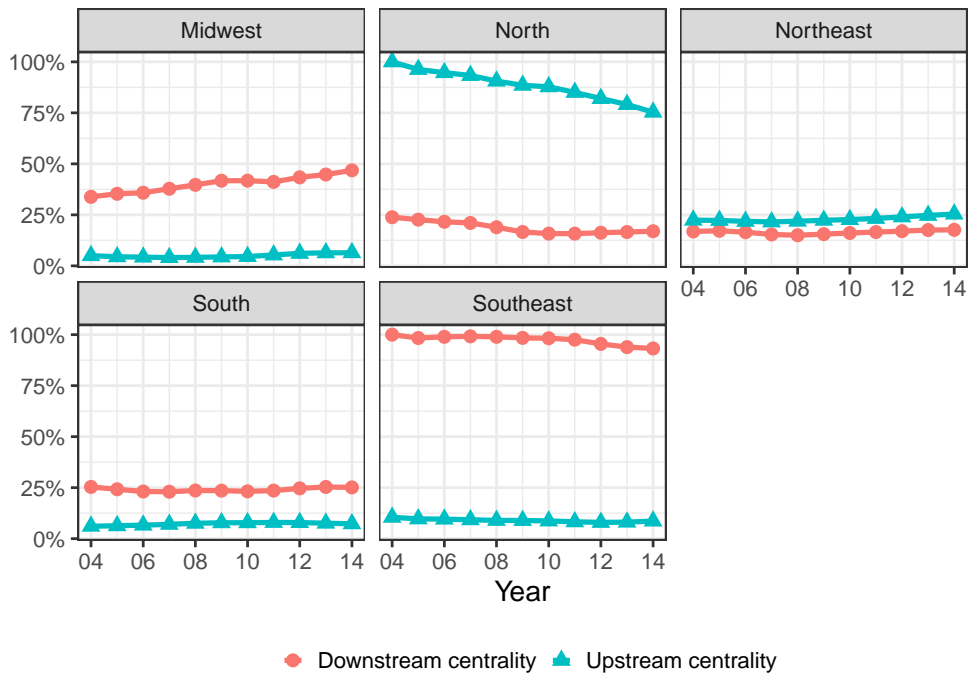 Midwest
North
Northeast
100%
75%
50%
25%
0%
04 06 08 10 12 14
South
Southeast
100%
75%
50%
25%
0%
04 06 08 10 12 14
04 06 08 10 12 14
Year
Downstream centrality
Upstream centrality